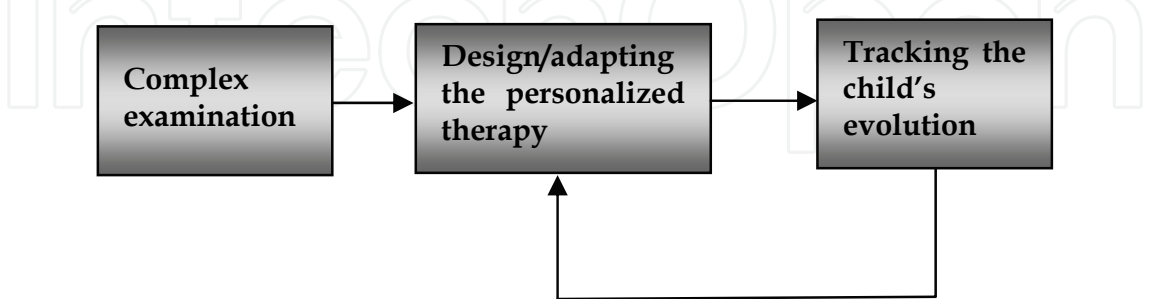 Complex
examination
Design/adapting
the personalized
therapy
Tracking the
child's
evolution